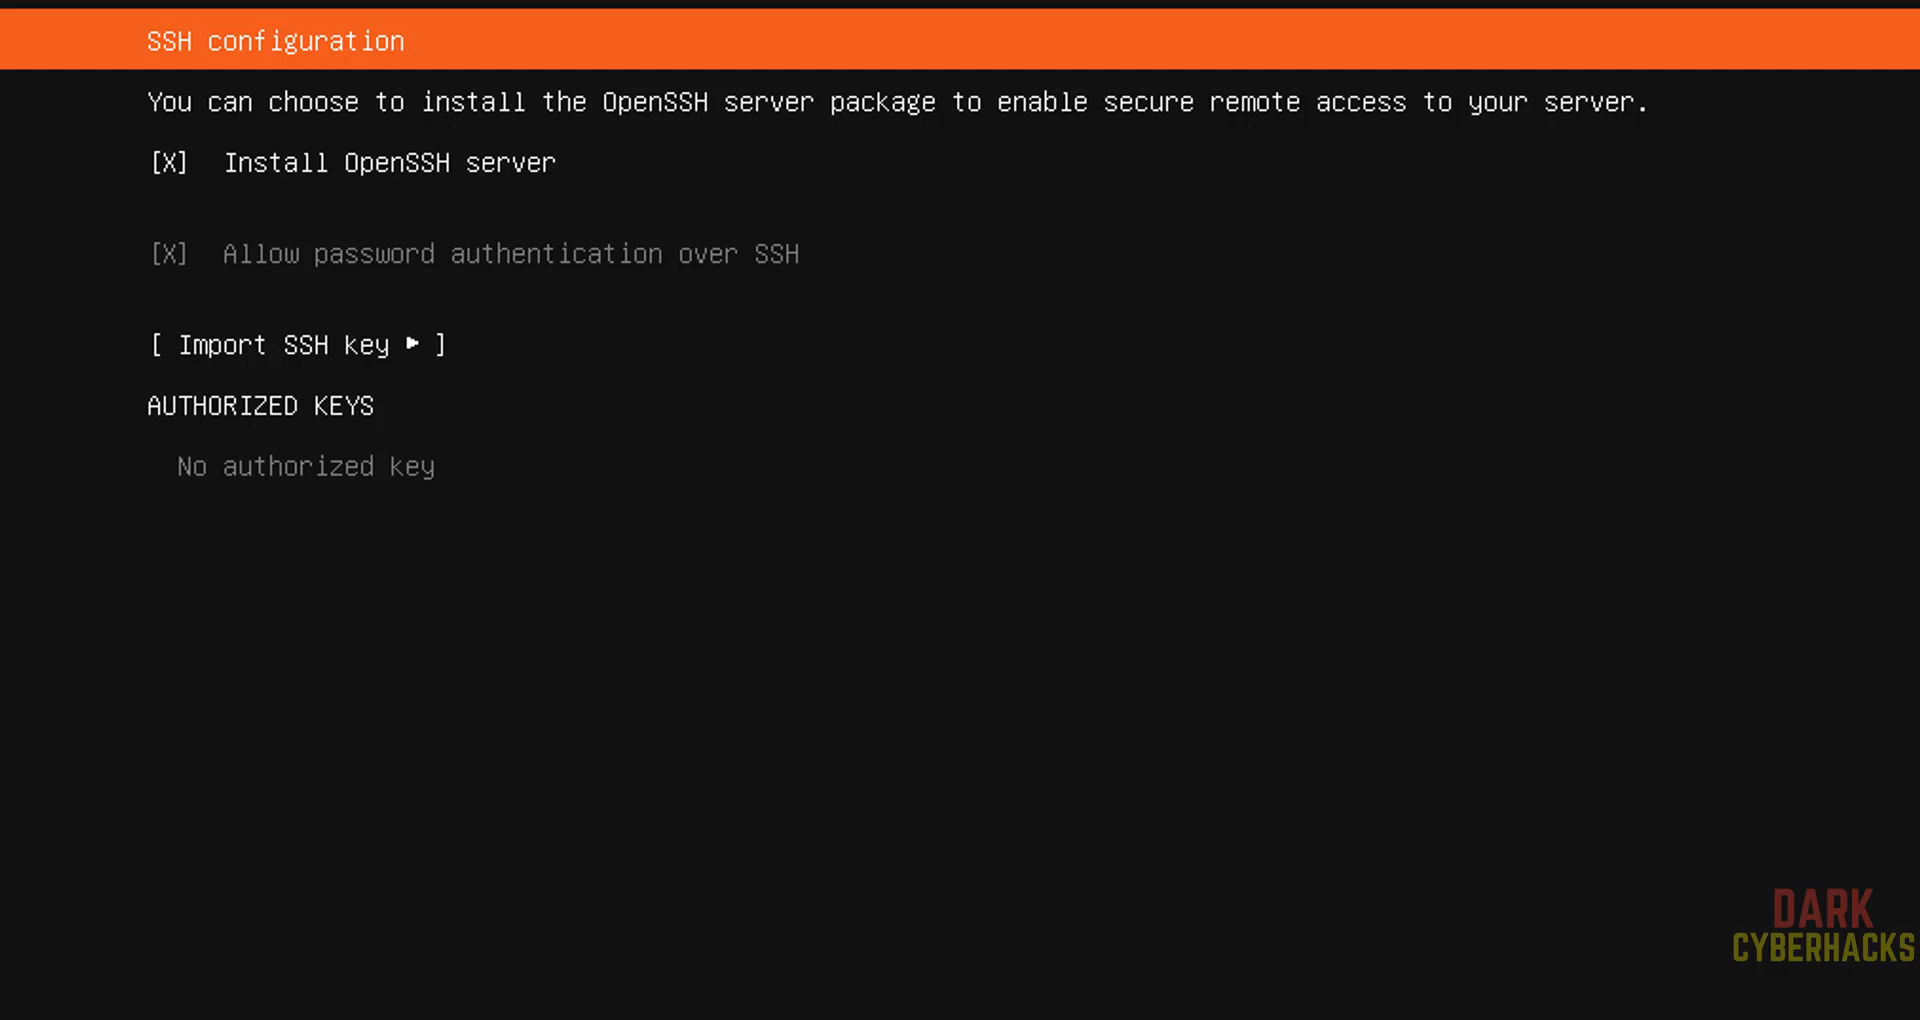 SSH configuration
You can choose to install the OpenSSH server package to enable secure remote access to your server.
[X] Install OpenSSH server
[X] Allow password authentication over SSH
[ Import SSH key ▸ ]
AUTHORIZED KEYS
No authorized key
DARK
CYBERHACKS